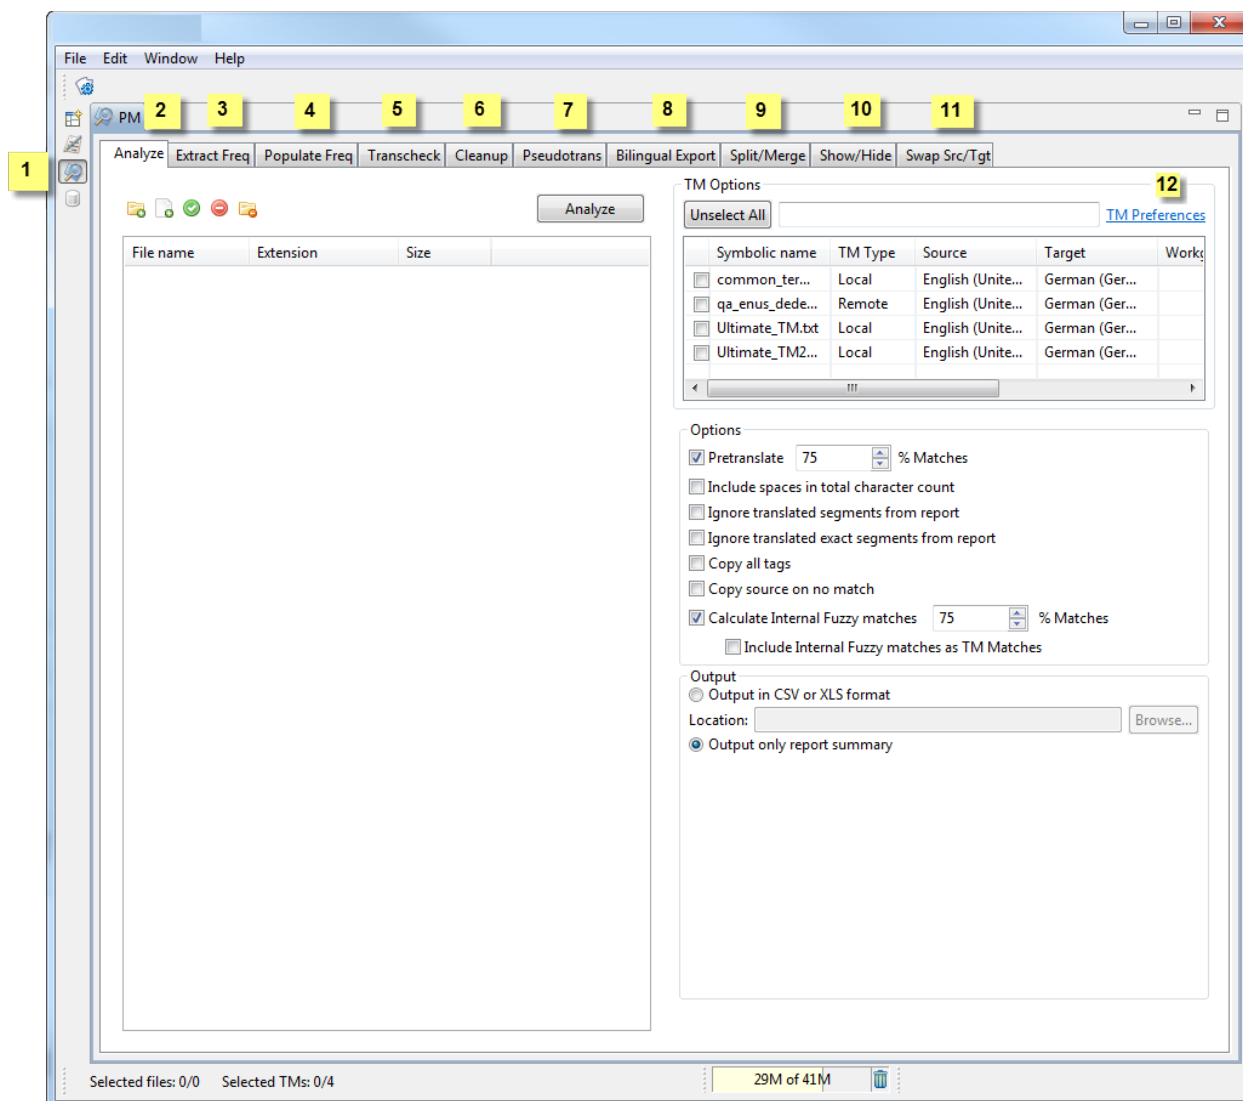 File Edit Window Help
PM 2 3 4 5 6 7 8 9 10 11
1
Analyze Extract Freq Populate Freq Transcheck Cleanup Pseudotrans Bilingual Export Split/Merge Show/Hide Swap Src/Tgt
TM Options 12
Analyze Unselect All TM Preferences
File name Extension Size
Symbolic name TM Type Source Target Workg
common_ter... Local English (Unite... German (Ger...
qa_enus_dede... Remote English (Unite... German (Ger...
Ultimate_TM.txt Local English (Unite... German (Ger...
Ultimate_TM2... Local English (Unite... German (Ger...
Options
Pretranslate 75 % Matches
Include spaces in total character count
Ignore translated segments from report
Ignore translated exact segments from report
Copy all tags
Copy source on no match
Calculate Internal Fuzzy matches 75 % Matches
Include Internal Fuzzy matches as TM Matches
Output
Output in CSV or XLS format
Location: Browse...
Output only report summary
Selected files: 0/0 Selected TMs: 0/4 29M of 41M